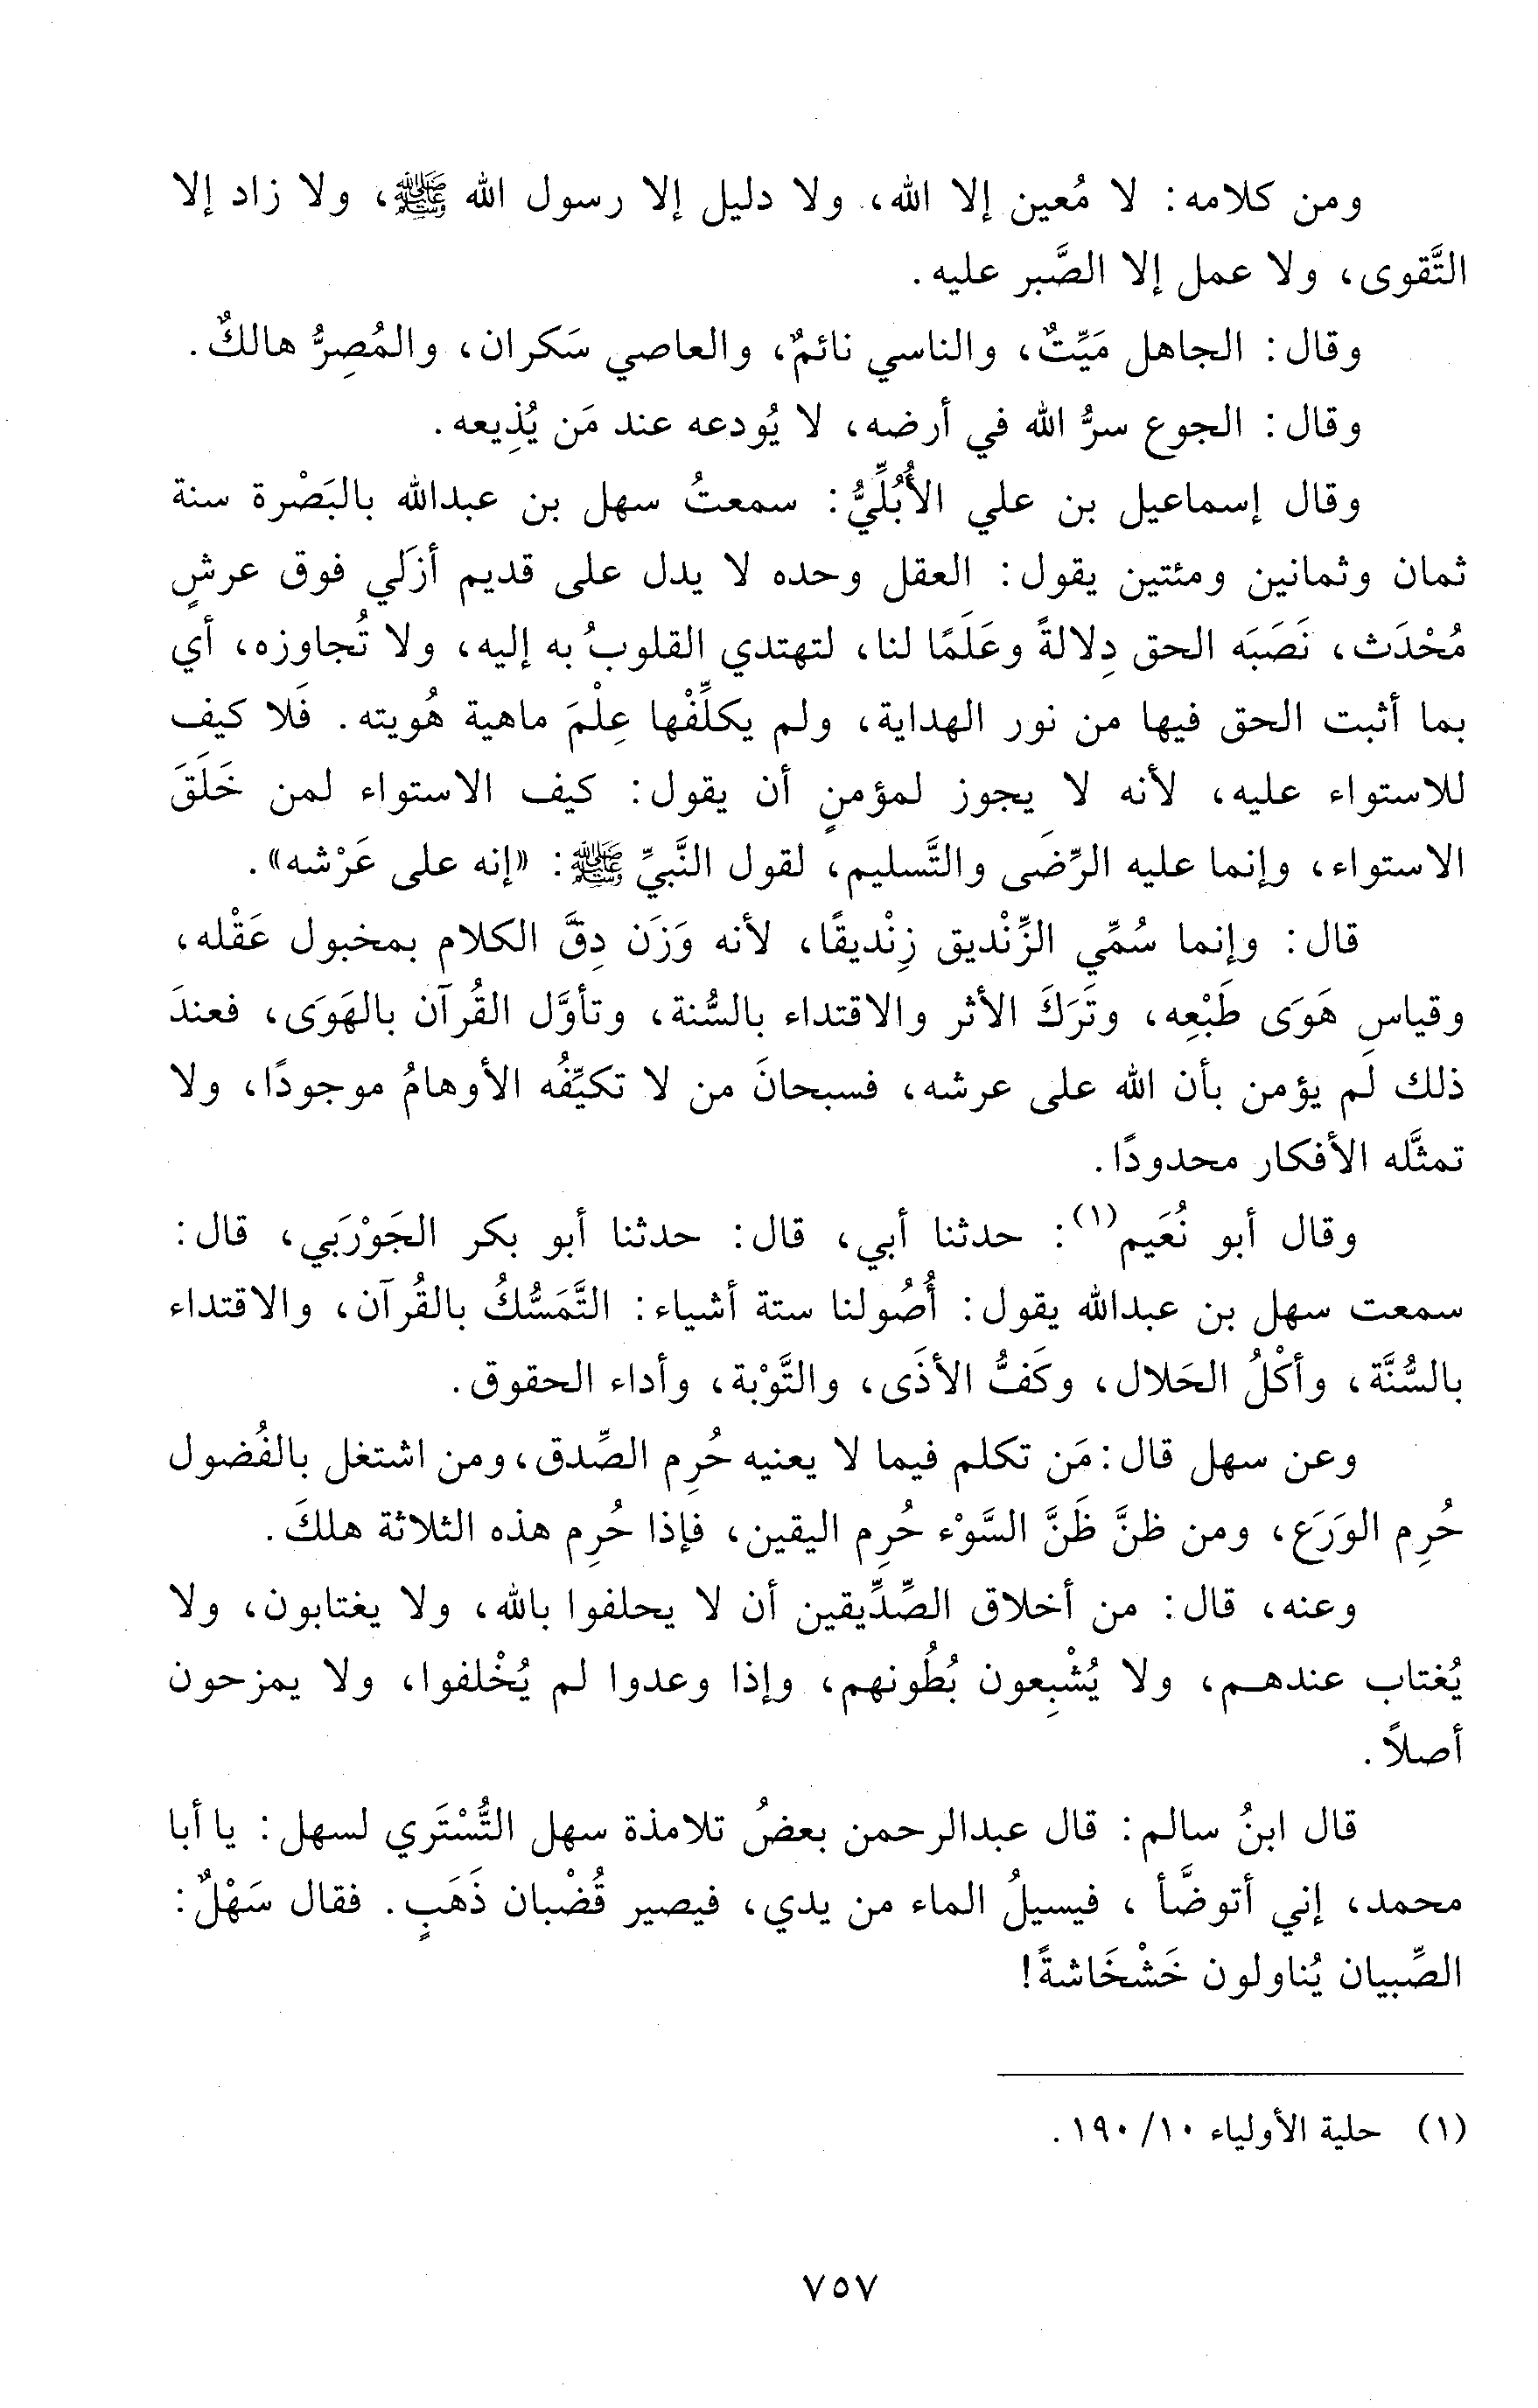 ومن كلامه: لا مُعين إلا الله، ولا دليل إلا رسول الله ﷺ، ولا زاد إلا
التَّقوى، ولا عمل إلا الصَّبر عليه.
وقال: الجاهل مَيِّتٌ، والناسي نائمٌ، والعاصي سَكران، والمُصِرُّ هالكٌ.
وقال: الجوع سرُّ الله في أرضه، لا يُودعه عند مَن يُذِيعه.
وقال إسماعيل بن علي الأُبُلِّيُّ: سمعتُ سهل بن عبدالله بالبَصْرة سنة
ثمان وثمانين ومئتين يقول: العقل وحده لا يدل على قديم أزَلي فوق عرشٍ
مُحْدَث، نَصَبَه الحق دِلالةً وعَلَمًا لنا، لتهتدي القلوبُ به إليه، ولا تُجاوزه، أي
بما أثبت الحق فيها من نور الهداية، ولم يكلِّفْها عِلْمَ ماهية هُويته. فَلا كيف
للاستواء عليه، لأنه لا يجوز لمؤمنٍ أن يقول: كيف الاستواء لمن خَلَقَ
الاستواء، وإنما عليه الرِّضَى والتَّسليم، لقول النَّبيِّ ﷺ: «إنه على عَرْشه».
قال: وإنما سُمِّي الزِّنْديق زِنْديقًا، لأنه وَزَن دِقَّ الكلام بمخبول عَقْله،
وقياسِ هَوَى طَبْعِه، وتَرَكَ الأثر والاقتداء بالسُّنة، وتأوَّل القُرآن بالهَوَى، فعندَ
ذلك لَم يؤمن بأن الله على عرشه، فسبحانَ من لا تكيِّفُه الأوهامُ موجودًا، ولا
تمثَّله الأفكار محدودًا.
وقال أبو نُعَيم(١): حدثنا أبي، قال: حدثنا أبو بكر الجَوْرَبي، قال:
سمعت سهل بن عبدالله يقول: أُصُولنا ستة أشياء: التَّمَسُّكُ بالقُرآن، والاقتداء
بالسُّنَّة، وأكْلُ الحَلال، وكَفُّ الأذَى، والتَّوْبة، وأداء الحقوق.
وعن سهل قال: مَن تكلم فيما لا يعنيه حُرِم الصِّدق، ومن اشتغل بالفُضول
حُرِم الوَرَع، ومن ظنَّ ظَنَّ السَّوْء حُرِم اليقين، فإذا حُرِم هذه الثلاثة هلكَ.
وعنه، قال: من أخلاق الصِّدِّيقين أن لا يحلفوا بالله، ولا يغتابون، ولا
يُغتاب عندهم، ولا يُشْبِعون بُطُونهم، وإذا وعدوا لم يُخْلفوا، ولا يمزحون
أصلاً.
قال ابنُ سالم: قال عبدالرحمن بعضُ تلامذة سهل التُّسْتَري لسهل: يا أبا
محمد، إني أتوضَّأ ، فيسيلُ الماء من يدي، فيصير قُضْبان ذَهَبٍ. فقال سَهْلٌ:
الصِّبيان يُناولون خَشْخَاشةً!
(١) حلية الأولياء ١٠/ ١٩٠.
٧٥٧